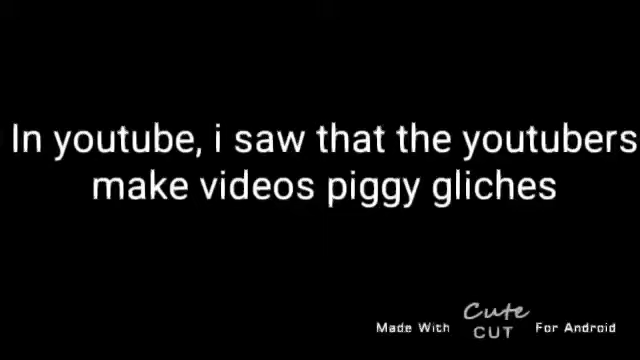 In youtube, i saw that the youtubers
make videos piggy gliches
Made With Cute CUT For Android